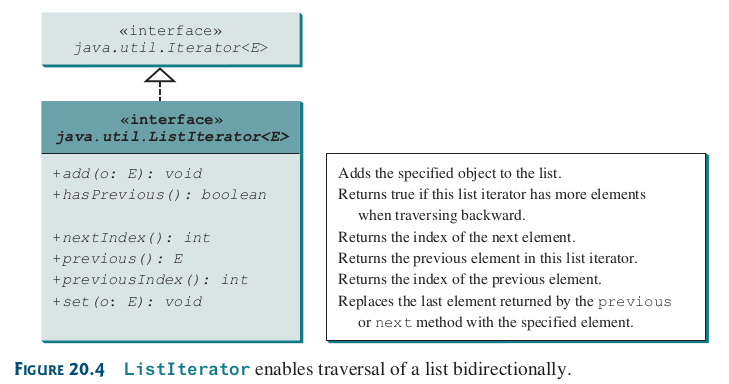 «interface»
java.util.Iterator<E>
«interface»
java.util.ListIterator<E>
+add(o: E): void
+hasPrevious(): boolean
+nextIndex(): int
+previous(): E
+previousIndex(): int
+set(o: E): void
Adds the specified object to the list.
Returns true if this list iterator has more elements
when traversing backward.
Returns the index of the next element.
Returns the previous element in this list iterator.
Returns the index of the previous element.
Replaces the last element returned by the previous
or next method with the specified element.
FIGURE 20.4 ListIterator enables traversal of a list bidirectionally.